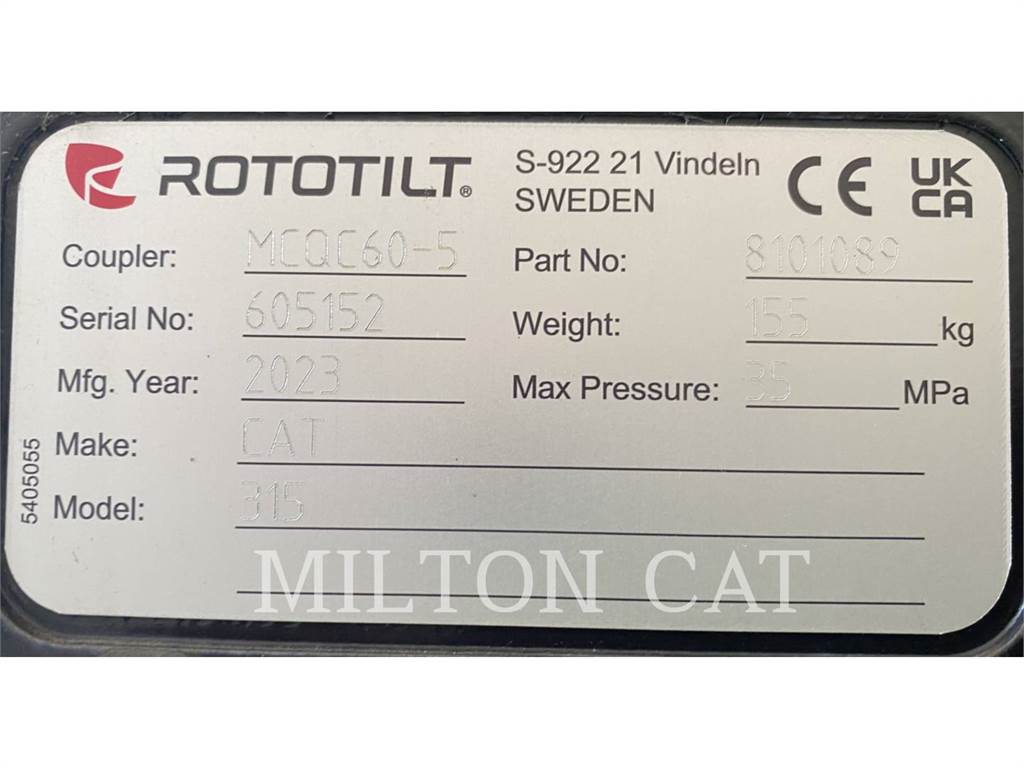 ROTOTILT®
S-922 21 Vindeln
SWEDEN
CE
UK
CA
Coupler: MCQC60-5
Part No: 8101089
Serial No: 605152
Weight: 155 kg
Mfg. Year: 2023
Max Pressure: 35 MPa
Make: CAT
Model: 315
5405055
MILTON CAT